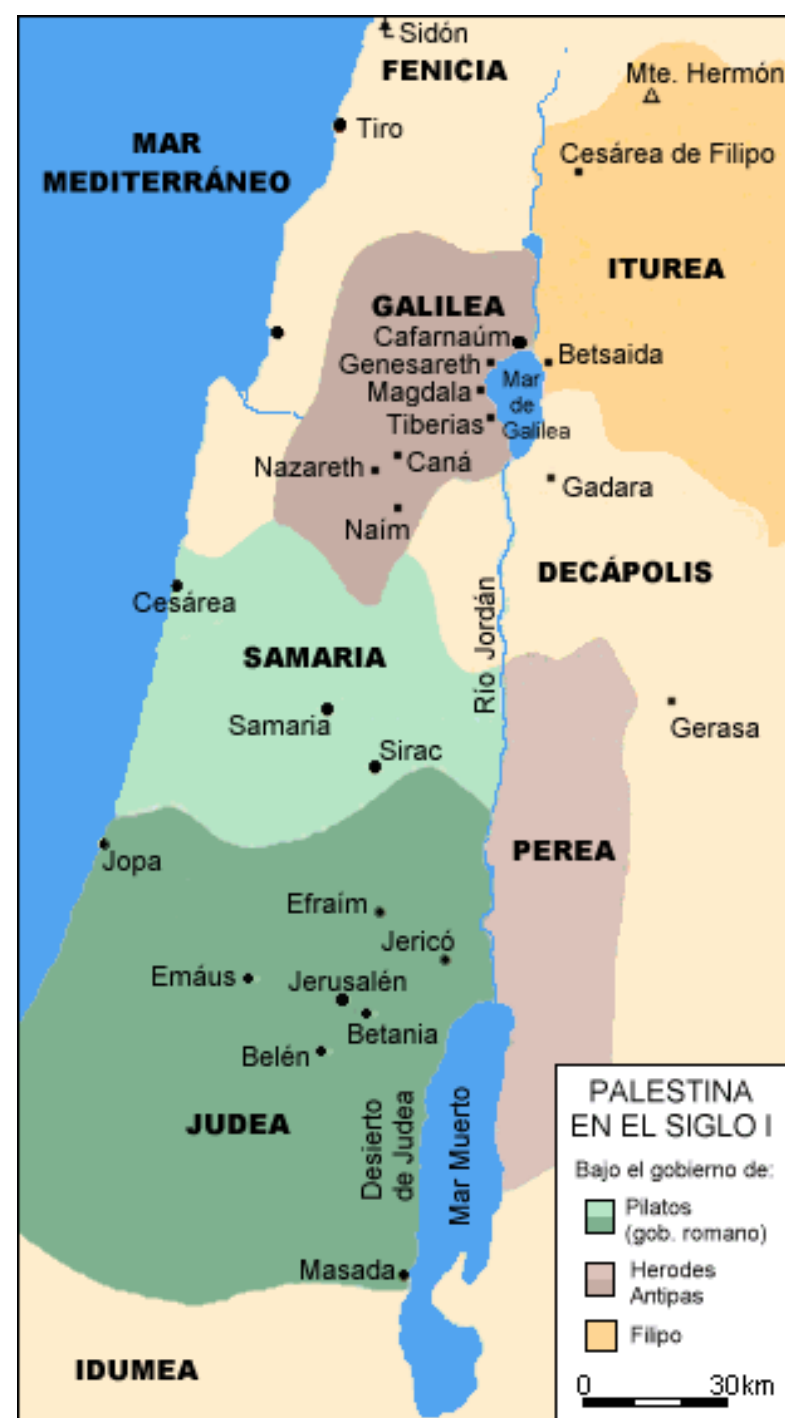 Sidón
FENICIA
Mte. Hermón
MAR
MEDITERRÁNEO
Tiro
Cesárea de Filipo
ITUREA
GALILEA
Cafarnaúm
Genesareth
Betsaida
Magdala
Mar
de
Galilea
Tiberias
Nazareth
Caná
Gadara
Naím
DECÁPOLIS
Cesárea
Río Jordán
SAMARIA
Samaria
Gerasa
Sirac
Jopa
PEREA
Efraím
Jericó
Emáus
Jerusalén
Betania
Belén
JUDEA
Desierto
de Judea
Mar Muerto
Masada
IDUMEA
PALESTINA
EN EL SIGLO I
Bajo el gobierno de:
Pilatos
(gob. romano)
Herodes
Antipas
Filipo
0 30km